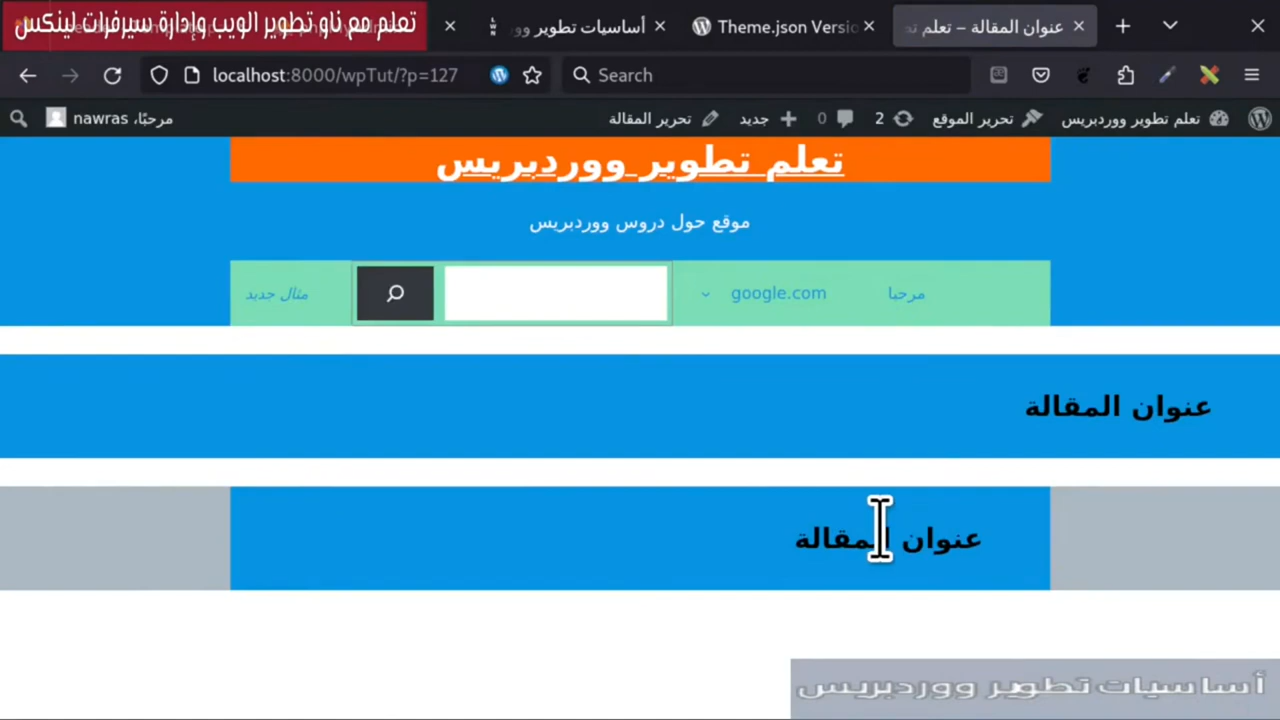 تعلم مع ناو تطوير الويب وإدارة سيرفرات لينكس
أساسيات تطوير وور
Theme.json Versio
عنوان المقالة – تعلم ت
localhost:8000/wpTut/?p=127
Search
مرحبًا، nawras
تحرير المقالة
جديد
0
2
تحرير الموقع
تعلم تطوير ووردبريس
تعلم تطوير ووردبريس
موقع حول دروس ووردبريس
مرحبا
google.com
مثال جديد
عنوان المقالة
عنوان المقالة
أساسيات تطوير ووردبريس